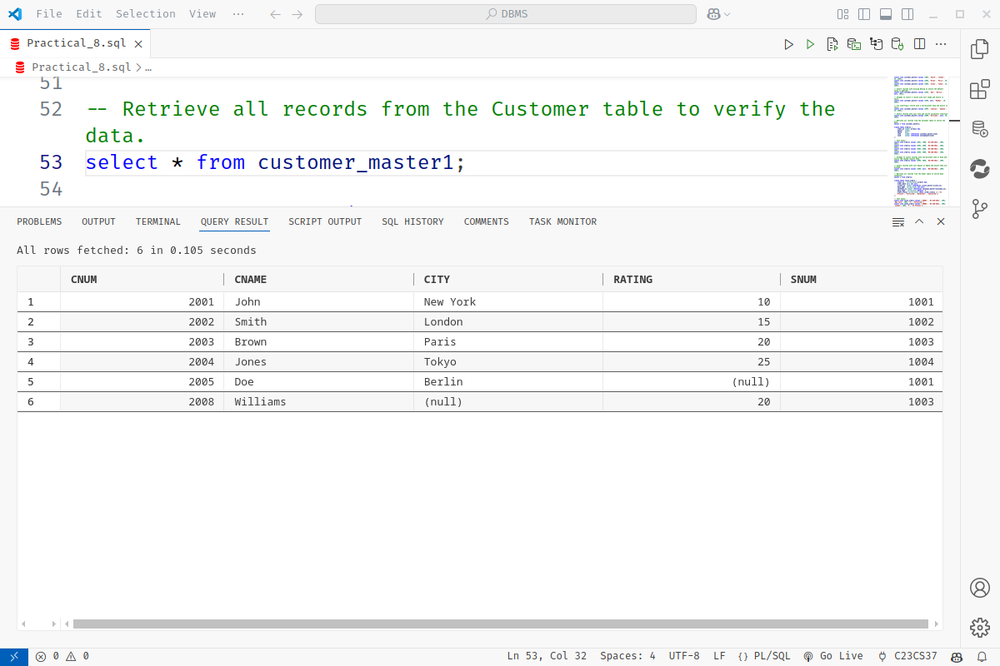 File Edit Selection View ··· DBMS
Practical_8.sql
Practical_8.sql > …
51
52 -- Retrieve all records from the Customer table to verify the
data.
53 select * from customer_master1;
54
PROBLEMS OUTPUT TERMINAL QUERY RESULT SCRIPT OUTPUT SQL HISTORY COMMENTS TASK MONITOR
All rows fetched: 6 in 0.105 seconds
CNUM CNAME CITY RATING SNUM
1 2001 John New York 10 1001
2 2002 Smith London 15 1002
3 2003 Brown Paris 20 1003
4 2004 Jones Tokyo 25 1004
5 2005 Doe Berlin (null) 1001
6 2008 Williams (null) 20 1003
0 0 Ln 53, Col 32 Spaces: 4 UTF-8 LF {} PL/SQL Go Live C23CS37